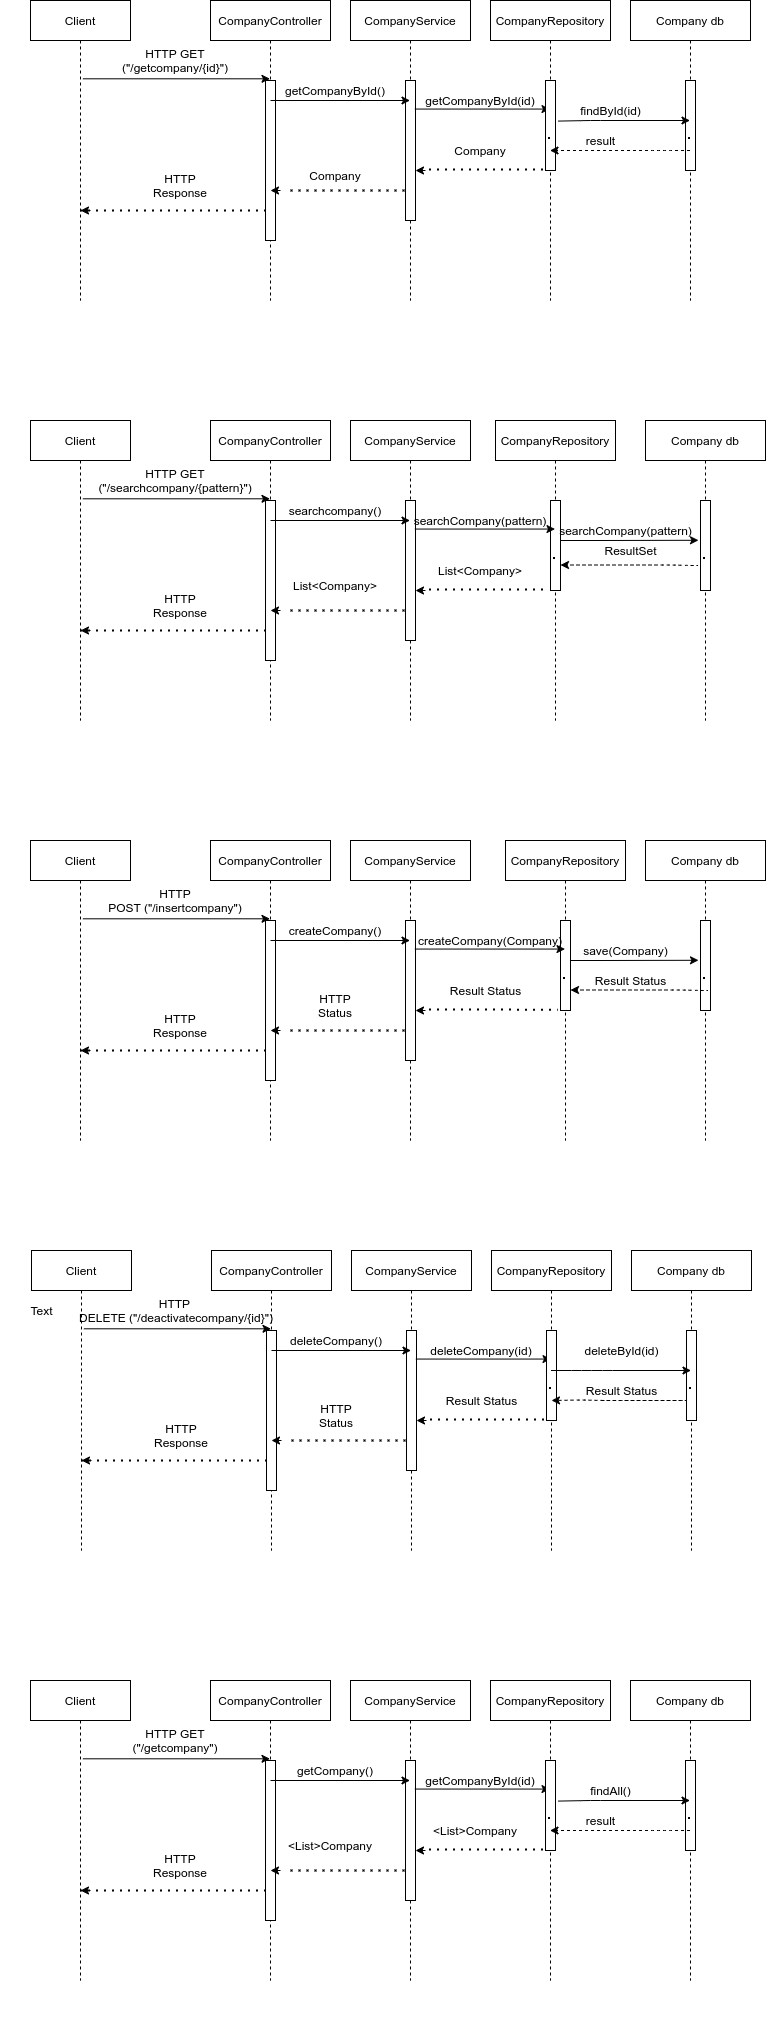 Client
CompanyController
CompanyService
CompanyRepository
Company db
HTTP GET
("/getcompany/{id}")
getCompanyById()
getCompanyById(id)
findById(id)
result
Company
Company
HTTP
Response
Client
CompanyController
CompanyService
CompanyRepository
Company db
HTTP GET
("/searchcompany/{pattern}")
searchcompany()
searchCompany(pattern)
searchCompany(pattern)
ResultSet
List<Company>
List<Company>
HTTP
Response
Client
CompanyController
CompanyService
CompanyRepository
Company db
HTTP
POST ("/insertcompany")
createCompany()
createCompany(Company)
save(Company)
Result Status
Result Status
HTTP
Status
HTTP
Response
Client
CompanyController
CompanyService
CompanyRepository
Company db
Text
HTTP
DELETE ("/deactivatecompany/{id}")
deleteCompany()
deleteCompany(id)
deleteById(id)
Result Status
Result Status
HTTP
Status
HTTP
Response
Client
CompanyController
CompanyService
CompanyRepository
Company db
HTTP GET
("/getcompany")
getCompany()
getCompanyById(id)
findAll()
result
<List>Company
<List>Company
HTTP
Response